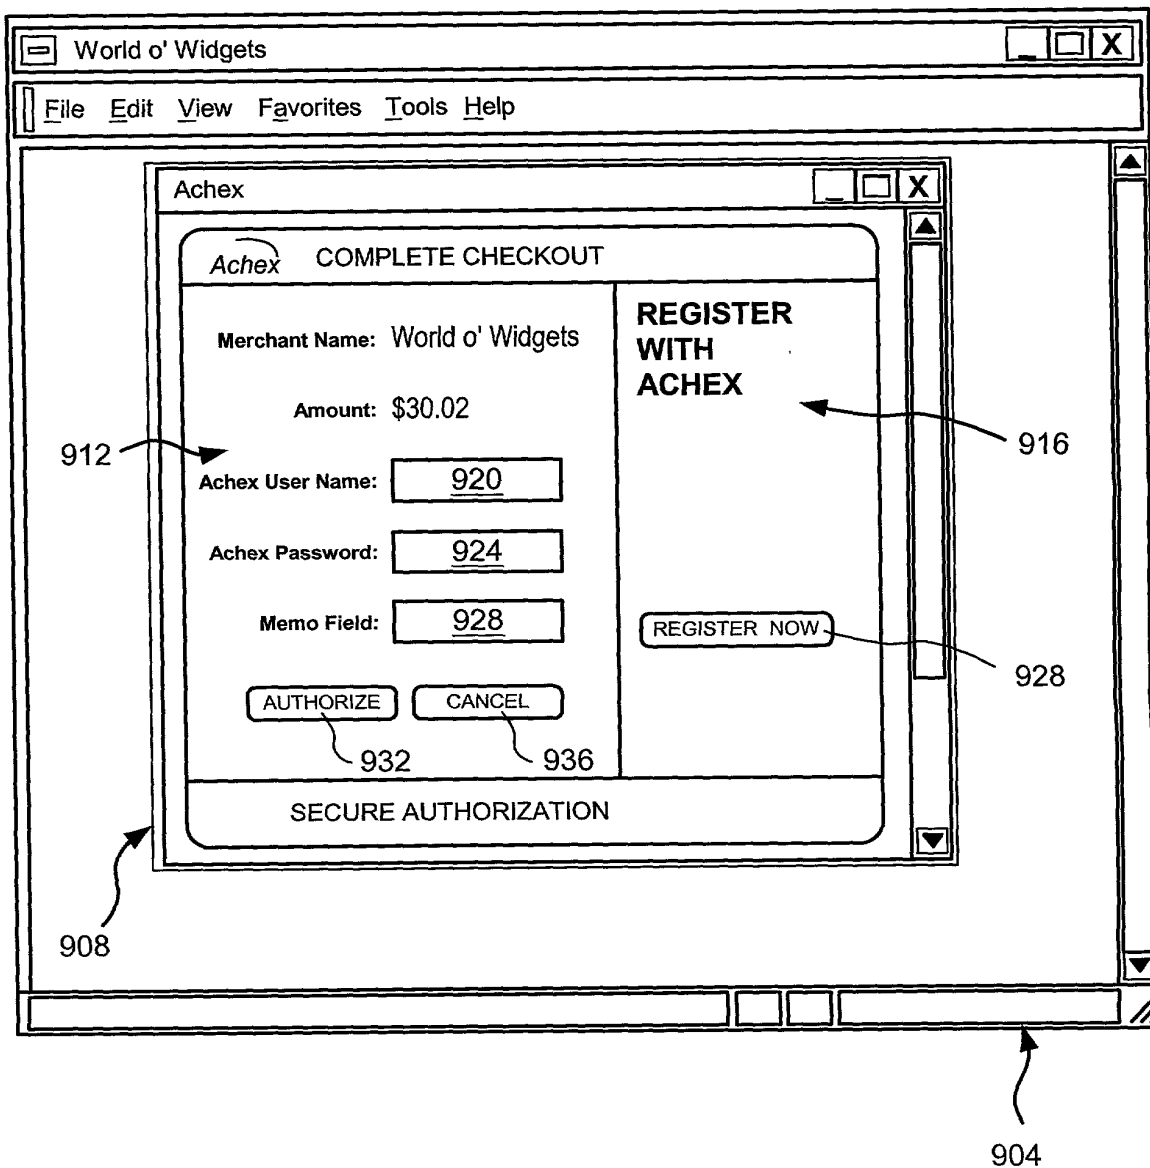 World o' Widgets
File Edit View Favorites Tools Help
Achex
Achex COMPLETE CHECKOUT
Merchant Name: World o' Widgets
REGISTER
WITH
ACHEX
Amount: $30.02
912
916
Achex User Name: 920
Achex Password: 924
Memo Field: 928
REGISTER NOW
928
AUTHORIZE CANCEL
932 936
SECURE AUTHORIZATION
908
904